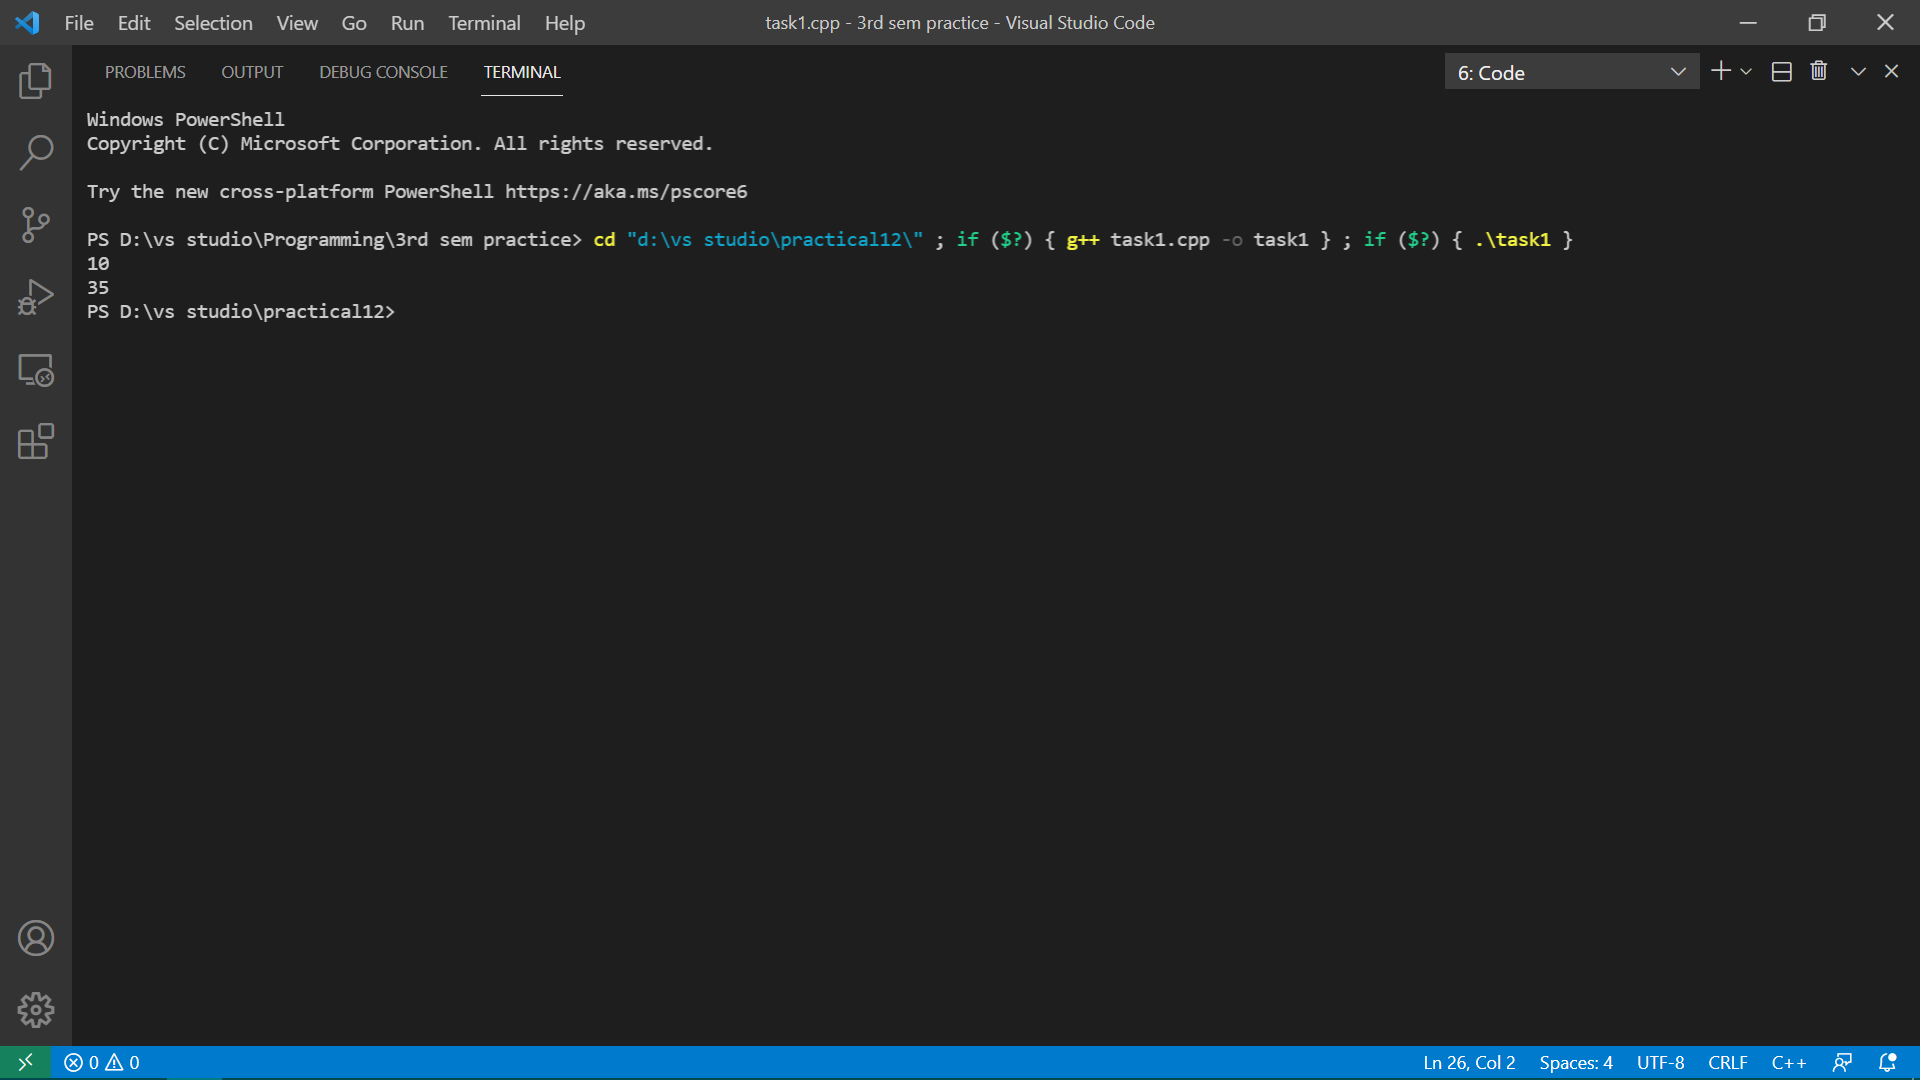 File Edit Selection View Go Run Terminal Help task1.cpp - 3rd sem practice - Visual Studio Code
PROBLEMS OUTPUT DEBUG CONSOLE TERMINAL 6: Code
Windows PowerShell
Copyright (C) Microsoft Corporation. All rights reserved.
Try the new cross-platform PowerShell https://aka.ms/pscore6
PS D:\vs studio\Programming\3rd sem practice> cd "d:\vs studio\practical12\" ; if ($?) { g++ task1.cpp -o task1 } ; if ($?) { .\task1 }
10
35
PS D:\vs studio\practical12>
0 0 Ln 26, Col 2 Spaces: 4 UTF-8 CRLF C++